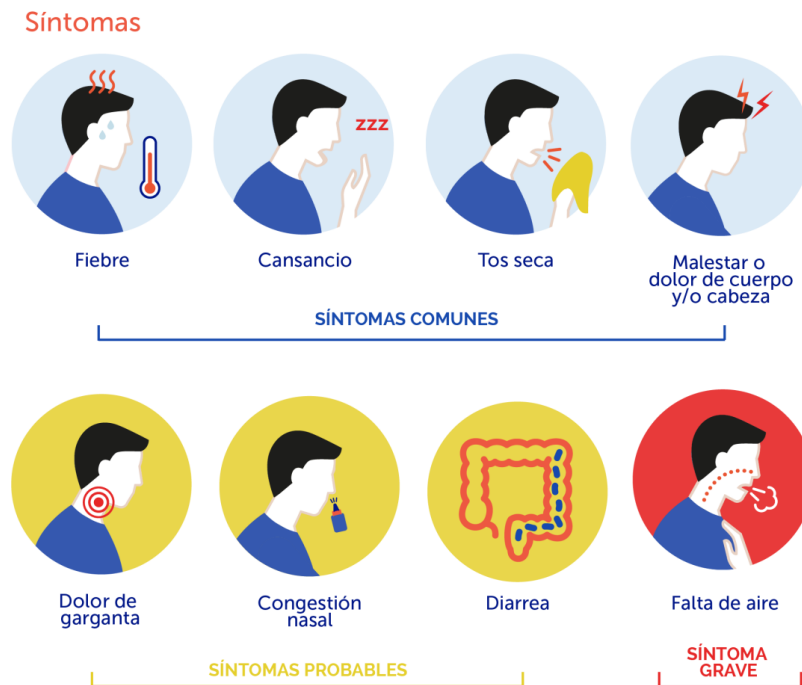 Síntomas
zzz
Fiebre
Cansancio
Tos seca
Malestar o
dolor de cuerpo
y/o cabeza
SÍNTOMAS COMUNES
Dolor de
garganta
Congestión
nasal
Diarrea
Falta de aire
SÍNTOMAS PROBABLES
SÍNTOMA
GRAVE